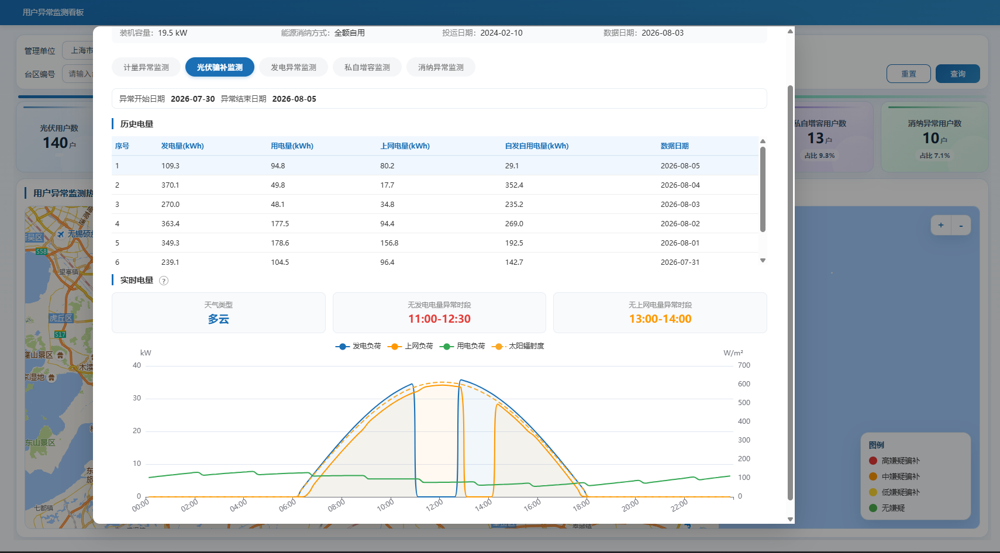 用户异常监测看板
装机容量: 19.5 kW 能源消纳方式: 全额自用 投运日期: 2024-02-10 数据日期: 2026-08-03
管理单位 上海市
台区编号 请输入
重置 查询
计量异常监测 光伏骗补监测 发电异常监测 私自增容监测 消纳异常监测
异常开始日期 2026-07-30 异常结束日期 2026-08-05
光伏用户数
140 户
私自增容用户数
13 户
占比 9.3%
消纳异常用户数
10 户
占比 7.1%
历史电量
序号 发电量(kWh) 用电量(kWh) 上网电量(kWh) 自发自用电量(kWh) 数据日期
1 109.3 94.8 80.2 29.1 2026-08-05
2 370.1 49.8 17.7 352.4 2026-08-04
3 270.0 48.1 34.8 235.2 2026-08-03
4 363.4 177.5 94.4 269.0 2026-08-02
5 349.3 178.6 156.8 192.5 2026-08-01
6 239.1 104.5 96.4 142.7 2026-07-31
实时电量 ?
天气类型
多云
无发电电量异常时段
11:00-12:30
无上网电量异常时段
13:00-14:00
发电负荷 上网负荷 用电负荷 太阳辐射度
kW W/m²
40 700
600
30
500
400
20
300
200
10
100
0 0
00:00 02:00 04:00 06:00 08:00 10:00 12:00 14:00 16:00 18:00 20:00 22:00
用户异常监测热
无锡硕
S58
望亭镇
虎丘区
S17
山景区
木渎
湿地
东山景区
七都镇
+ -
图例
高嫌疑骗补
中嫌疑骗补
低嫌疑骗补
无嫌疑